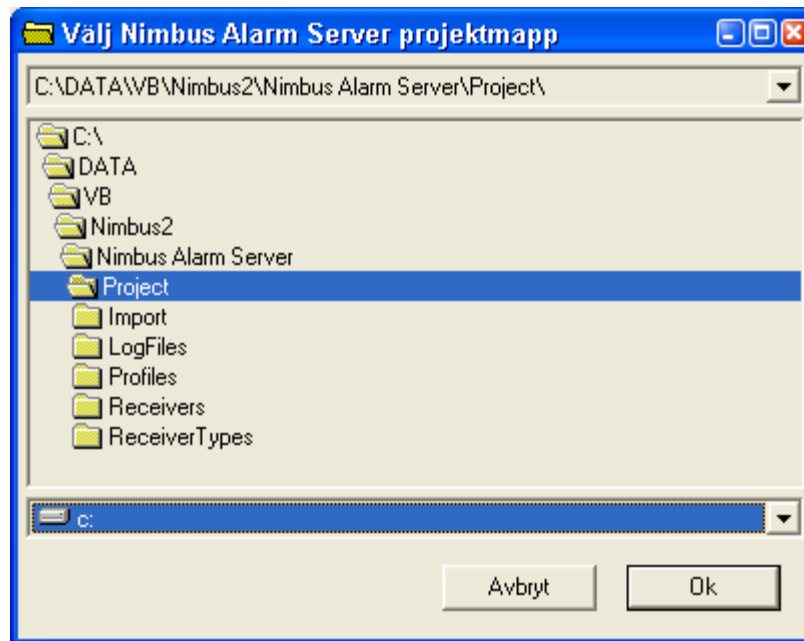 Välj Nimbus Alarm Server projektmapp
C:\DATA\VB\Nimbus2\Nimbus Alarm Server\Project\
C:\
DATA
VB
Nimbus2
Nimbus Alarm Server
Project
Import
LogFiles
Profiles
Receivers
ReceiverTypes
c:
Avbryt Ok